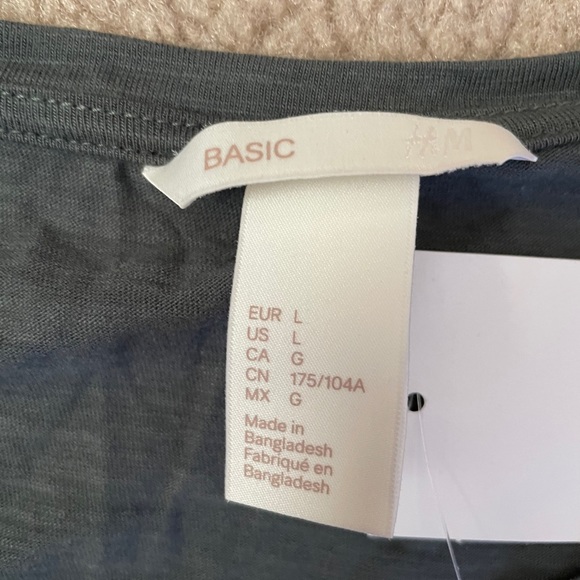 BASIC H&M
EUR L
US L
CA G
CN 175/104A
MX G
Made in
Bangladesh
Fabriqué en
Bangladesh